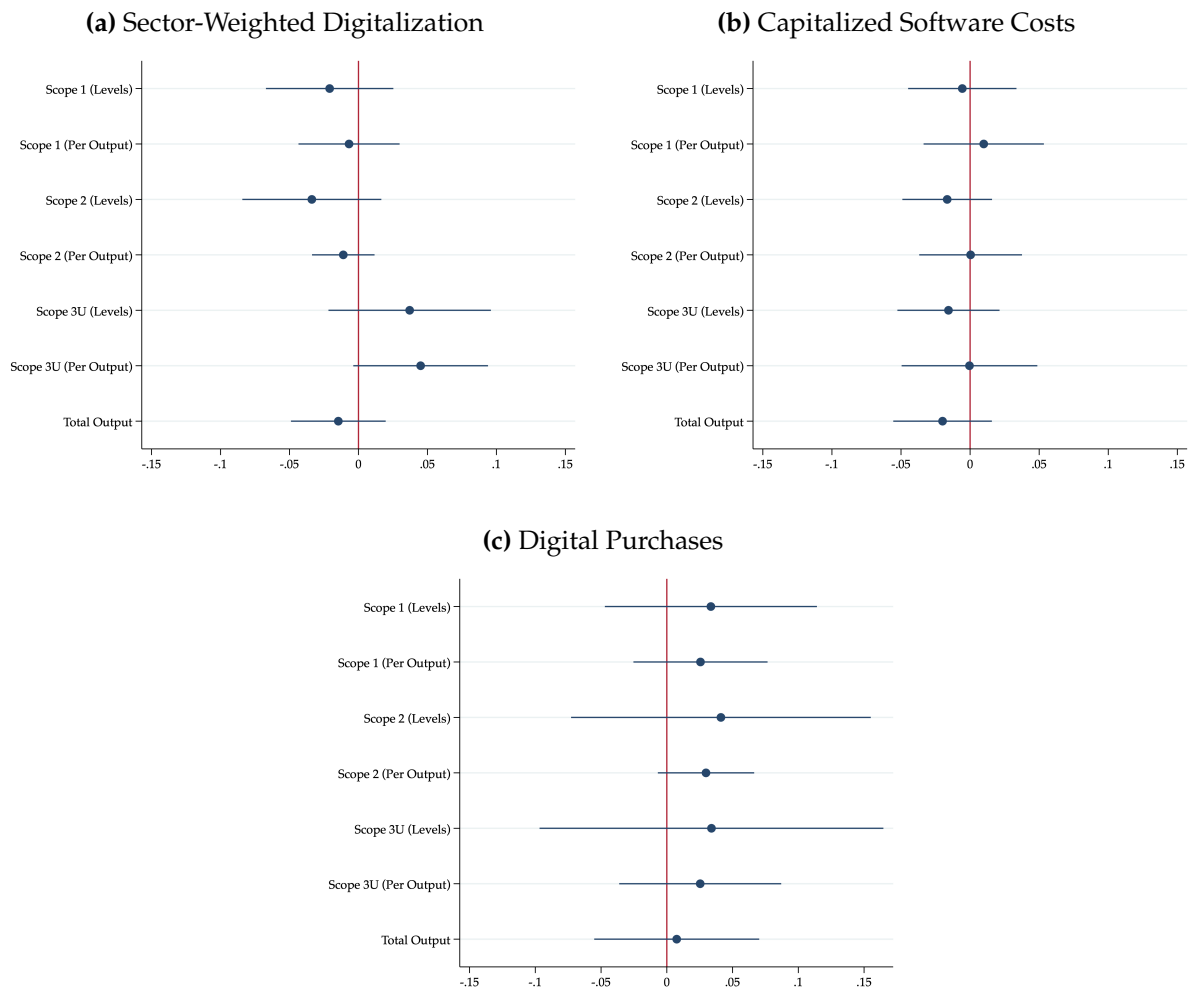 (a) Sector-Weighted Digitalization
Scope 1 (Levels)
Scope 1 (Per Output)
Scope 2 (Levels)
Scope 2 (Per Output)
Scope 3U (Levels)
Scope 3U (Per Output)
Total Output
-.15 -.1 -.05 0 .05 .1 .15
(b) Capitalized Software Costs
Scope 1 (Levels)
Scope 1 (Per Output)
Scope 2 (Levels)
Scope 2 (Per Output)
Scope 3U (Levels)
Scope 3U (Per Output)
Total Output
-.15 -.1 -.05 0 .05 .1 .15
(c) Digital Purchases
Scope 1 (Levels)
Scope 1 (Per Output)
Scope 2 (Levels)
Scope 2 (Per Output)
Scope 3U (Levels)
Scope 3U (Per Output)
Total Output
-.15 -.1 -.05 0 .05 .1 .15